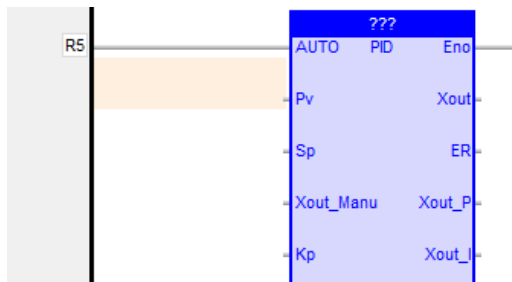 ???
R5 AUTO PID Eno
Pv Xout
Sp ER
Xout_Manu Xout_P
Kp Xout_I